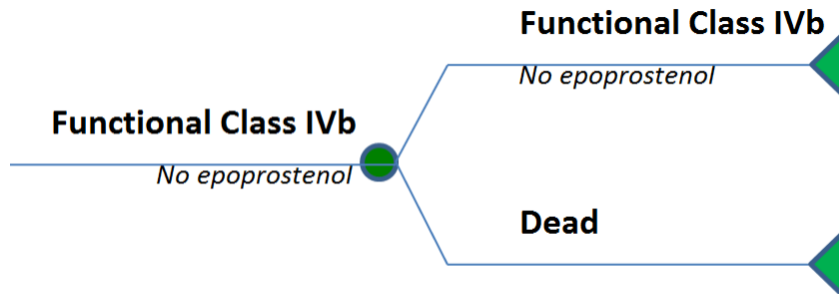 Functional Class IVb
No epoprostenol
Functional Class IVb
No epoprostenol
Dead